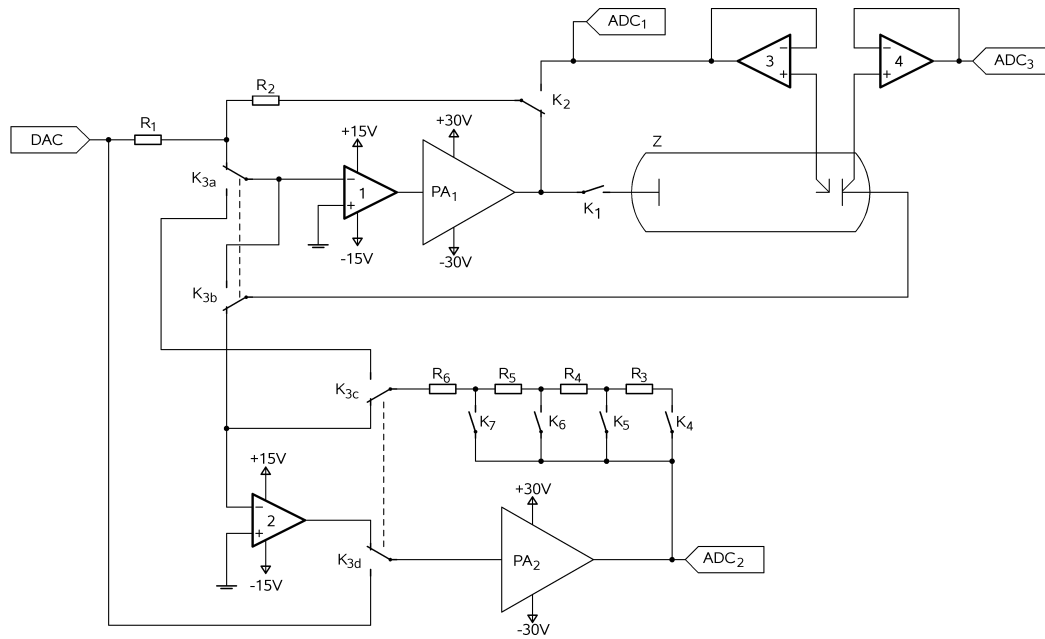 ADC1
3
4
ADC3
R2
K2
DAC
R1
+15V
+30V
Z
K3a
− 1
+
PA1
K1
-15V
-30V
K3b
K3c
R6
R5
R4
R3
K7
K6
K5
K4
+15V
+30V
− 2
+
K3d
PA2
ADC2
-15V
-30V